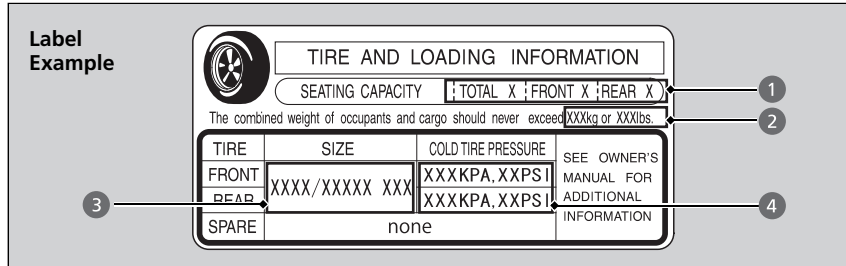 Label
Example
TIRE AND LOADING INFORMATION
SEATING CAPACITY TOTAL X FRONT X REAR X
1
The combined weight of occupants and cargo should never exceed XXXkg or XXXlbs.
2
TIRE SIZE COLD TIRE PRESSURE
SEE OWNER'S
MANUAL FOR
ADDITIONAL
INFORMATION
FRONT XXXX/XXXXX XXX XXXKPA,XXPSI
REAR XXXKPA,XXPSI
3
4
SPARE none